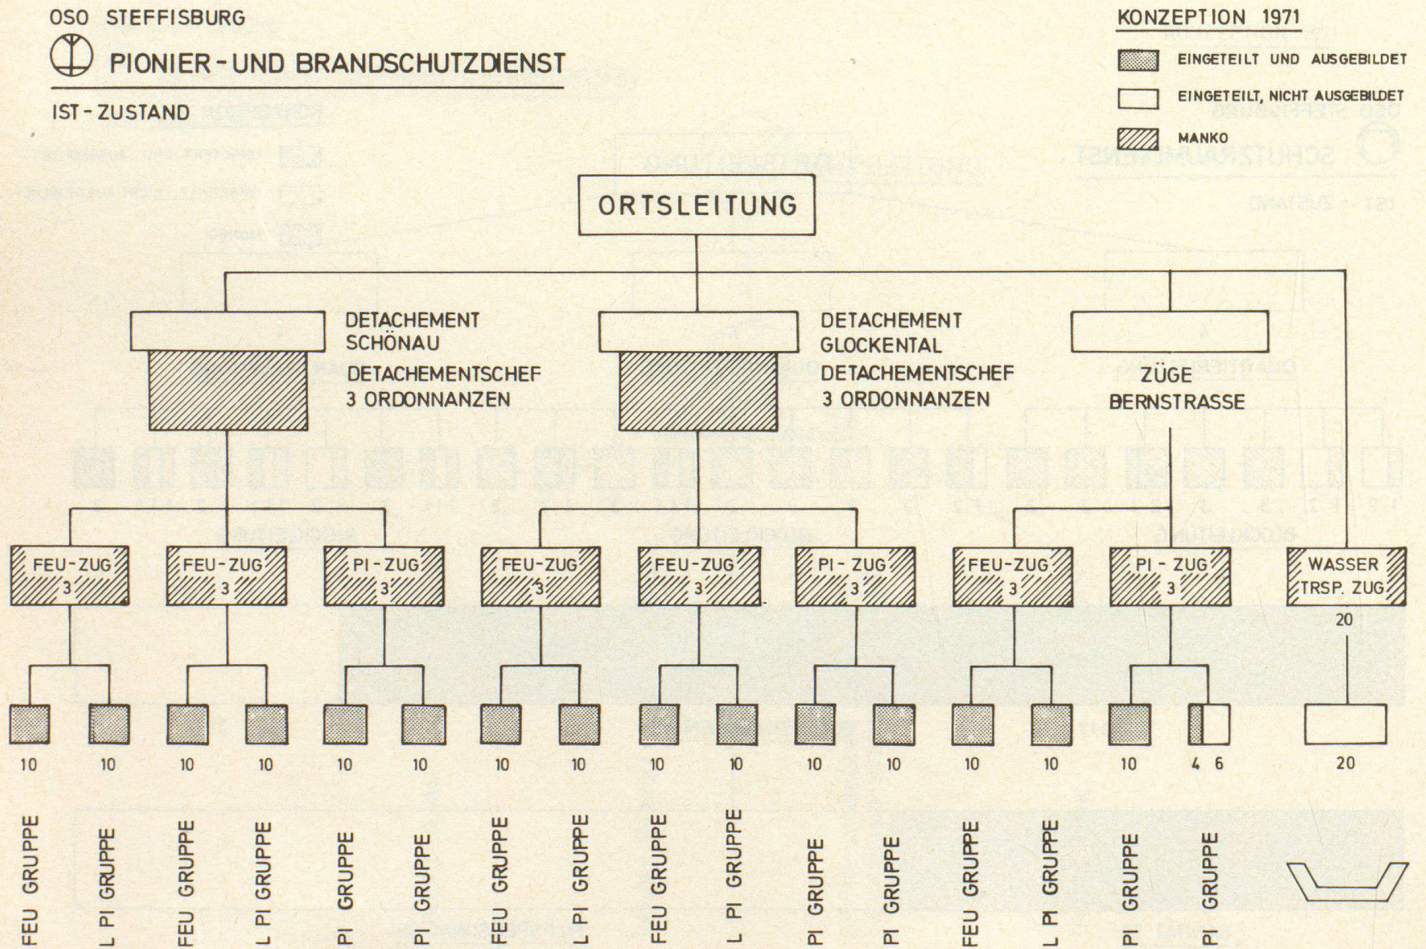 OSO STEFFISBURG
PIONIER-UND BRANDSCHUTZDIENST
IST-ZUSTAND
KONZEPTION 1971
EINGETEILT UND AUSGEBILDET
EINGETEILT, NICHT AUSGEBILDET
MANKO
ORTSLEITUNG
DETACHEMENT
SCHÖNAU
DETACHEMENTSCHEF
3 ORDONNANZEN
DETACHEMENT
GLOCKENTAL
DETACHEMENTSCHEF
3 ORDONNANZEN
ZÜGE
BERNSTRASSE
FEU-ZUG
3
FEU-ZUG
3
PI-ZUG
3
FEU-ZUG
3
FEU-ZUG
3
PI-ZUG
3
FEU-ZUG
3
PI-ZUG
3
WASSER
TRSP. ZUG
20
10 10 10 10 10 10 10 10 10 10 10 10 10 10 10 4 6 20
FEU GRUPPE
L PI GRUPPE
FEU GRUPPE
L PI GRUPPE
PI GRUPPE
PI GRUPPE
FEU GRUPPE
L PI GRUPPE
FEU GRUPPE
L PI GRUPPE
PI GRUPPE
PI GRUPPE
FEU GRUPPE
L PI GRUPPE
PI GRUPPE
PI GRUPPE